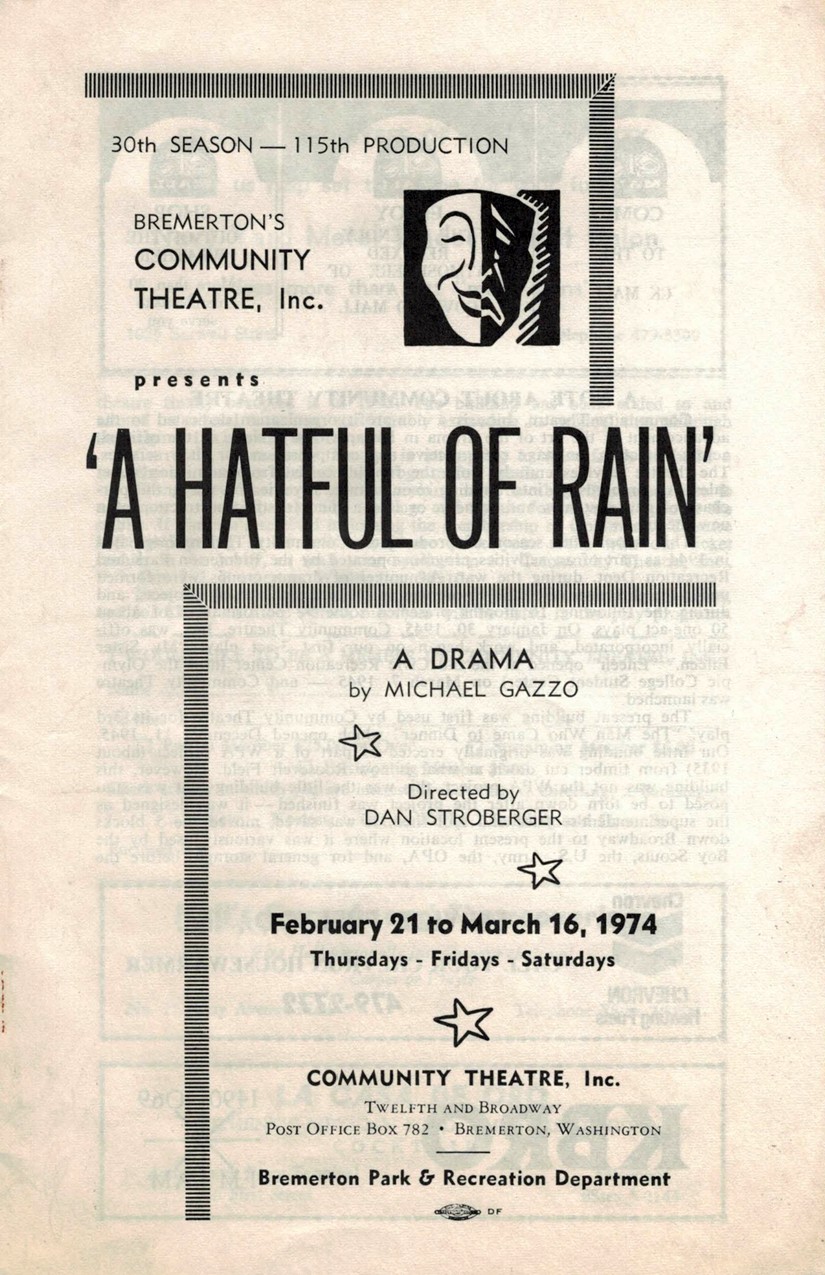 30th SEASON — 115th PRODUCTION
BREMERTON'S
COMMUNITY
THEATRE, Inc.
presents
'A HATFUL OF RAIN'
A DRAMA
by MICHAEL GAZZO
Directed by
DAN STROBERGER
February 21 to March 16, 1974
Thursdays - Fridays - Saturdays
COMMUNITY THEATRE, Inc.
TWELFTH AND BROADWAY
POST OFFICE BOX 782 • BREMERTON, WASHINGTON
Bremerton Park & Recreation Department
DF